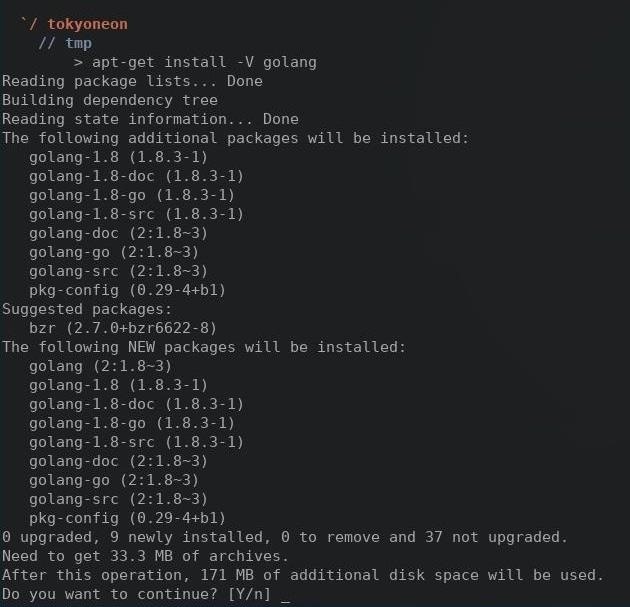 `/ tokyoneon
// tmp
> apt-get install -V golang
Reading package lists... Done
Building dependency tree
Reading state information... Done
The following additional packages will be installed:
golang-1.8 (1.8.3-1)
golang-1.8-doc (1.8.3-1)
golang-1.8-go (1.8.3-1)
golang-1.8-src (1.8.3-1)
golang-doc (2:1.8~3)
golang-go (2:1.8~3)
golang-src (2:1.8~3)
pkg-config (0.29-4+b1)
Suggested packages:
bzr (2.7.0+bzr6622-8)
The following NEW packages will be installed:
golang (2:1.8~3)
golang-1.8 (1.8.3-1)
golang-1.8-doc (1.8.3-1)
golang-1.8-go (1.8.3-1)
golang-1.8-src (1.8.3-1)
golang-doc (2:1.8~3)
golang-go (2:1.8~3)
golang-src (2:1.8~3)
pkg-config (0.29-4+b1)
0 upgraded, 9 newly installed, 0 to remove and 37 not upgraded.
Need to get 33.3 MB of archives.
After this operation, 171 MB of additional disk space will be used.
Do you want to continue? [Y/n] _